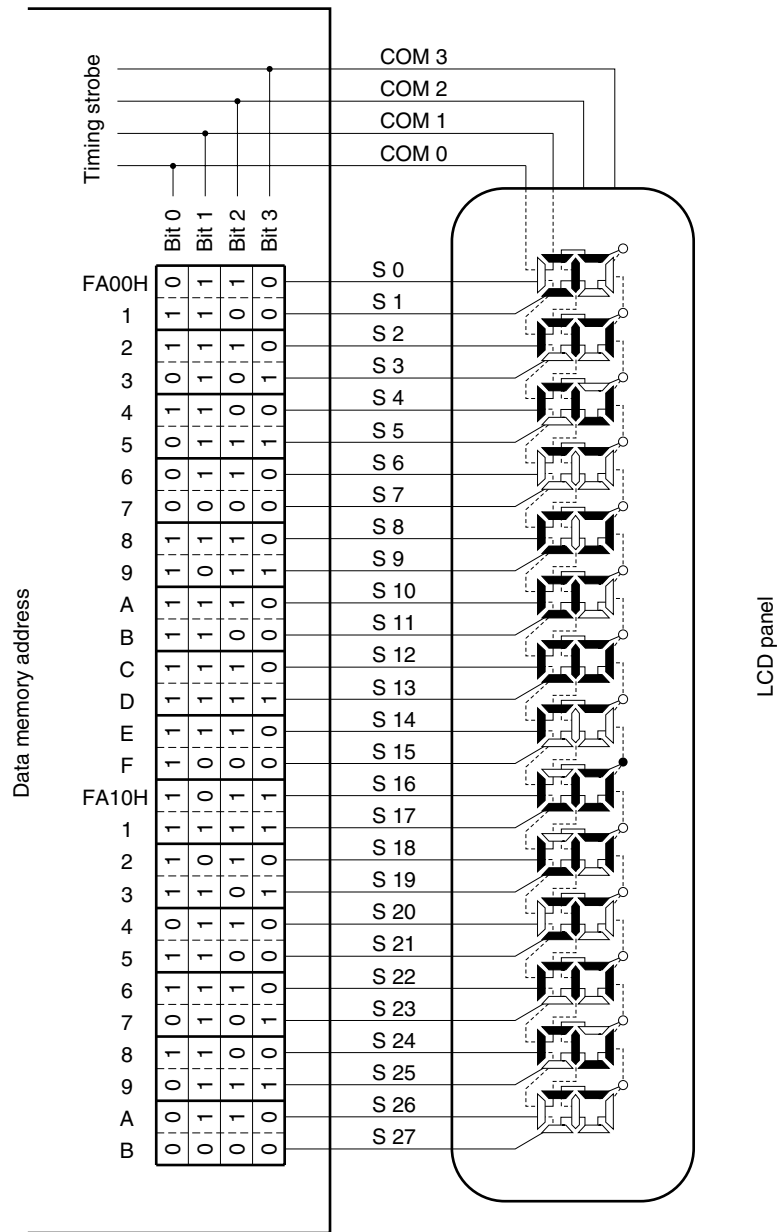 COM 3
COM 2
COM 1
COM 0
Timing strobe
Bit 0 Bit 1 Bit 2 Bit 3
FA00H 0 1 1 0 S 0
1 1 1 0 0 S 1
2 1 1 1 0 S 2
3 0 1 0 1 S 3
4 1 1 0 0 S 4
5 0 1 1 1 S 5
6 0 1 1 0 S 6
7 0 0 0 0 S 7
8 1 1 1 0 S 8
9 1 0 1 1 S 9
A 1 1 1 0 S 10
B 1 1 0 0 S 11
C 1 1 1 0 S 12
D 1 1 1 1 S 13
E 1 1 1 0 S 14
F 1 0 0 0 S 15
FA10H 1 0 1 1 S 16
1 1 1 1 1 S 17
2 1 0 1 0 S 18
3 1 1 0 1 S 19
4 0 1 1 0 S 20
5 1 1 0 0 S 21
6 1 1 1 0 S 22
7 0 1 0 1 S 23
8 1 1 0 0 S 24
9 0 1 1 1 S 25
A 0 1 1 0 S 26
B 0 0 0 0 S 27
Data memory address
LCD panel